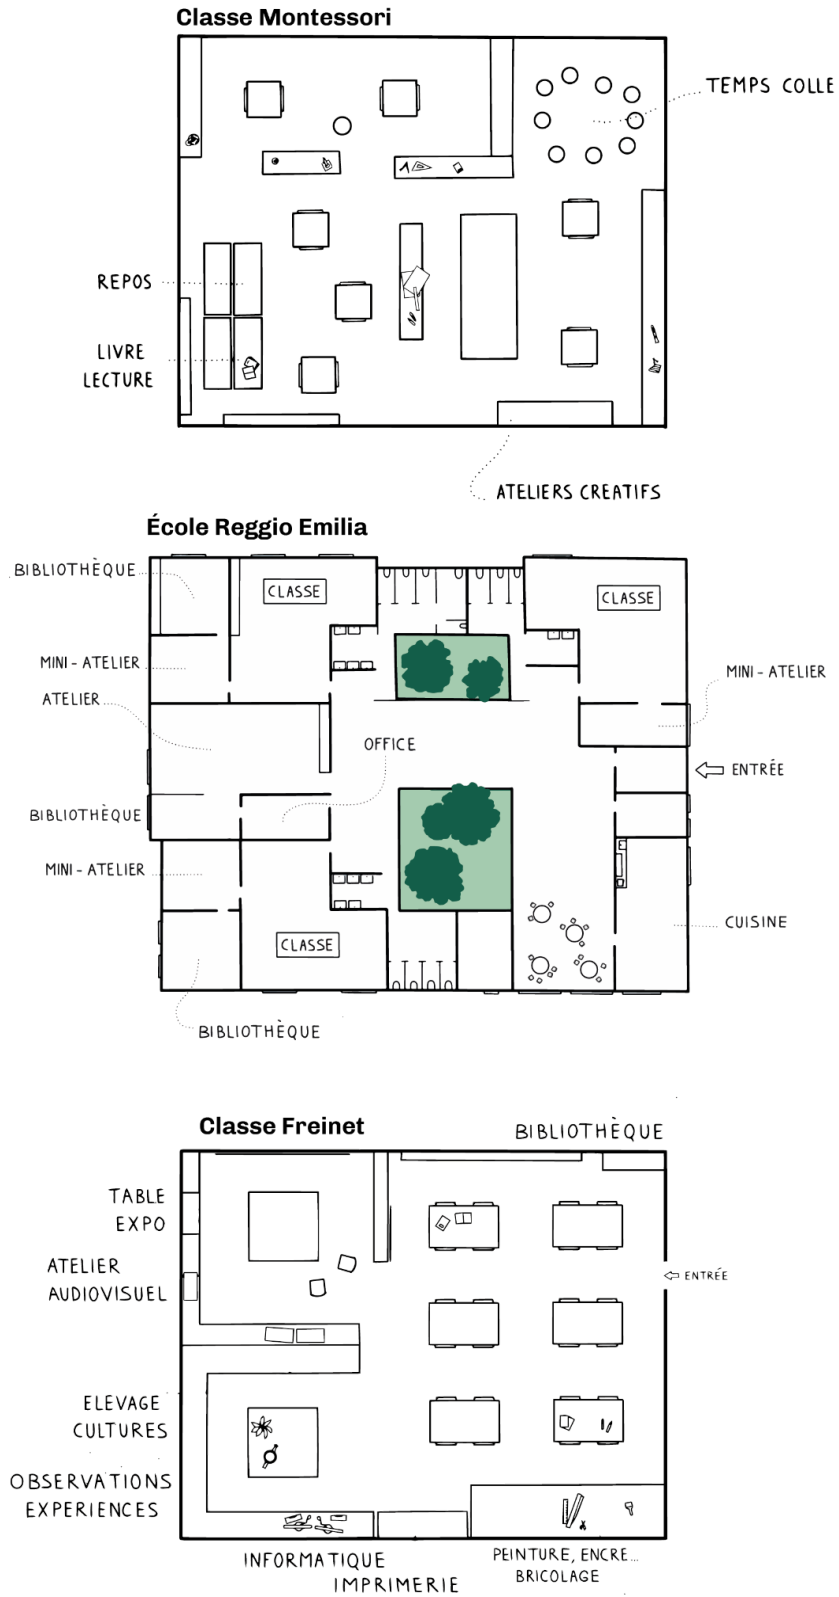 Classe Montessori
TEMPS COLLE
REPOS
LIVRE
LECTURE
ATELIERS CREATIFS
École Reggio Emilia
BIBLIOTHÈQUE
CLASSE
CLASSE
MINI-ATELIER
MINI-ATELIER
ATELIER
OFFICE
ENTRÉE
BIBLIOTHÈQUE
MINI-ATELIER
CUISINE
CLASSE
BIBLIOTHÈQUE
Classe Freinet
BIBLIOTHÈQUE
TABLE
EXPO
ATELIER
AUDIOVISUEL
ENTRÉE
ELEVAGE
CULTURES
OBSERVATIONS
EXPERIENCES
INFORMATIQUE
IMPRIMERIE
PEINTURE, ENCRE...
BRICOLAGE